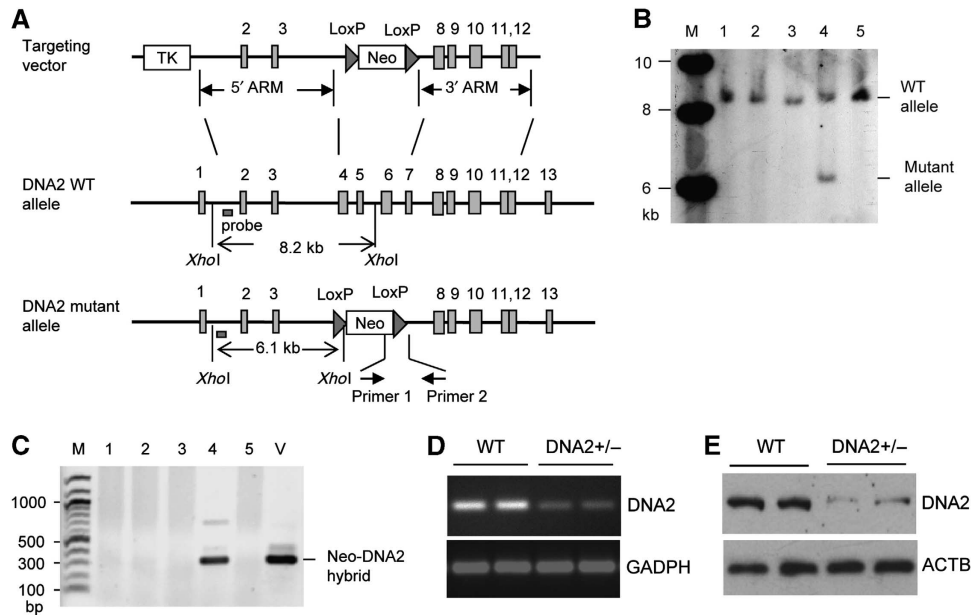 A
Targeting vector
TK
2 3
LoxP LoxP
Neo
8 9 10 11,12
5′ ARM
3′ ARM
DNA2 WT allele
1 2 3 4 5 6 7 8 9 10 11,12 13
probe
8.2 kb
XhoI XhoI
DNA2 mutant allele
1 2 3
LoxP LoxP
Neo
8 9 10 11,12 13
6.1 kb
XhoI XhoI
Primer 1 Primer 2
B
M 1 2 3 4 5
10
8
6
kb
WT allele
Mutant allele
C
M 1 2 3 4 5 V
1000
500
300
100
bp
Neo-DNA2 hybrid
D
WT DNA2+/–
DNA2
GADPH
E
WT DNA2+/–
DNA2
ACTB